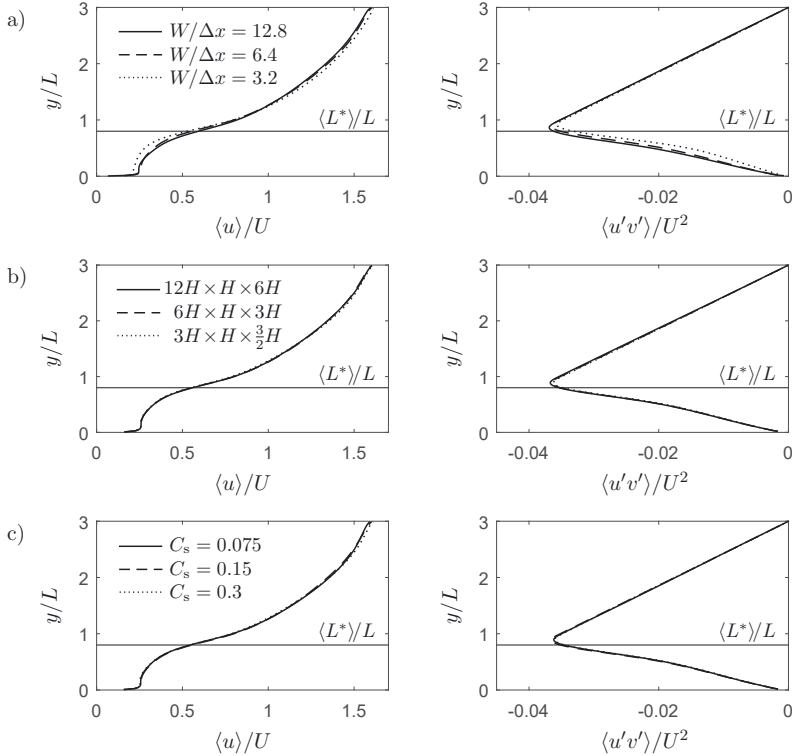 a)
3
2
1
0
y/L
W/Δx = 12.8
W/Δx = 6.4
W/Δx = 3.2
⟨L*⟩/L
0 0.5 1 1.5
⟨u⟩/U
3
2
1
0
y/L
⟨L*⟩/L
-0.04 -0.02 0
⟨u′v′⟩/U²
b)
3
2
1
0
y/L
12H×H×6H
6H×H×3H
3H×H×3/2H
⟨L*⟩/L
0 0.5 1 1.5
⟨u⟩/U
3
2
1
0
y/L
⟨L*⟩/L
-0.04 -0.02 0
⟨u′v′⟩/U²
c)
3
2
1
0
y/L
Cs = 0.075
Cs = 0.15
Cs = 0.3
⟨L*⟩/L
0 0.5 1 1.5
⟨u⟩/U
3
2
1
0
y/L
⟨L*⟩/L
-0.04 -0.02 0
⟨u′v′⟩/U²